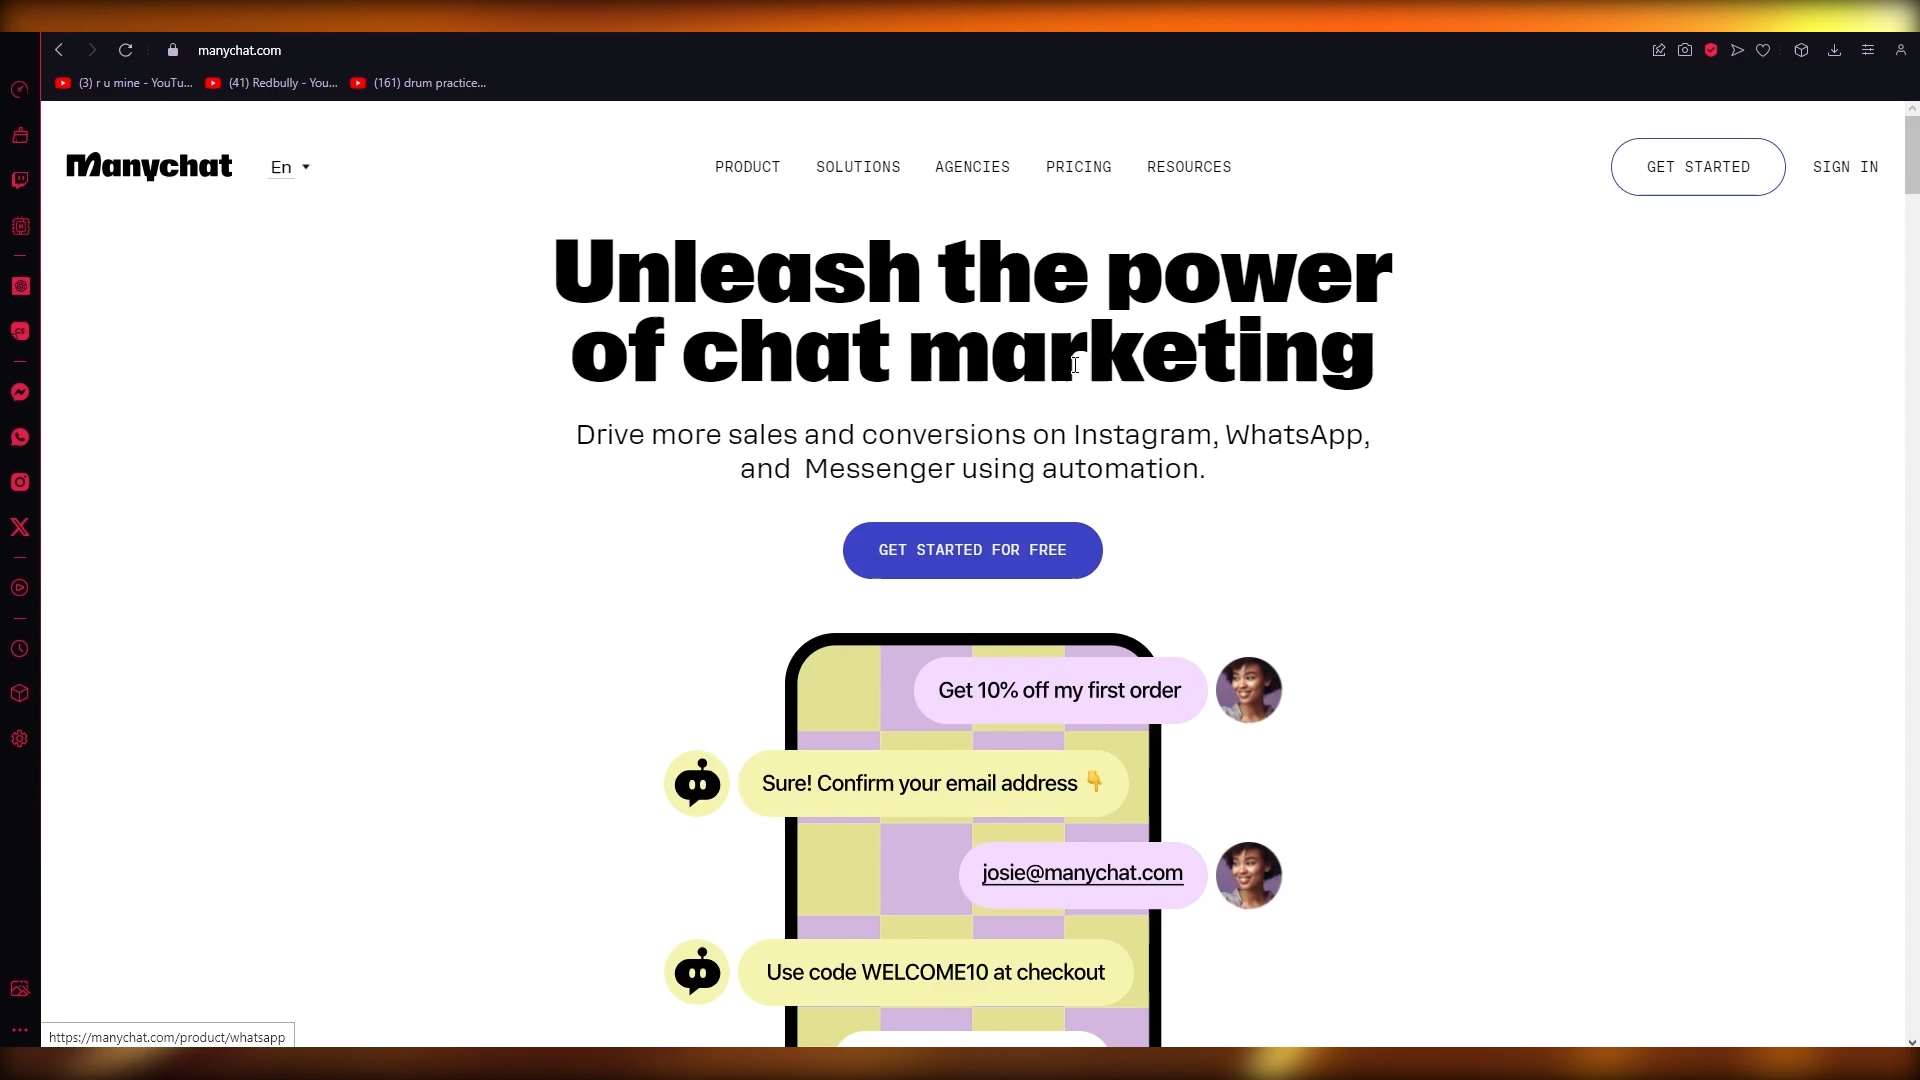 manychat.com
(3) r u mine - YouTu...
(41) Redbully - You...
(161) drum practice...
Manychat
En
PRODUCT
SOLUTIONS
AGENCIES
PRICING
RESOURCES
GET STARTED
SIGN IN
Unleash the power
of chat marketing
Drive more sales and conversions on Instagram, WhatsApp,
and Messenger using automation.
GET STARTED FOR FREE
Get 10% off my first order
Sure! Confirm your email address 👇
josie@manychat.com
Use code WELCOME10 at checkout
https://manychat.com/product/whatsapp